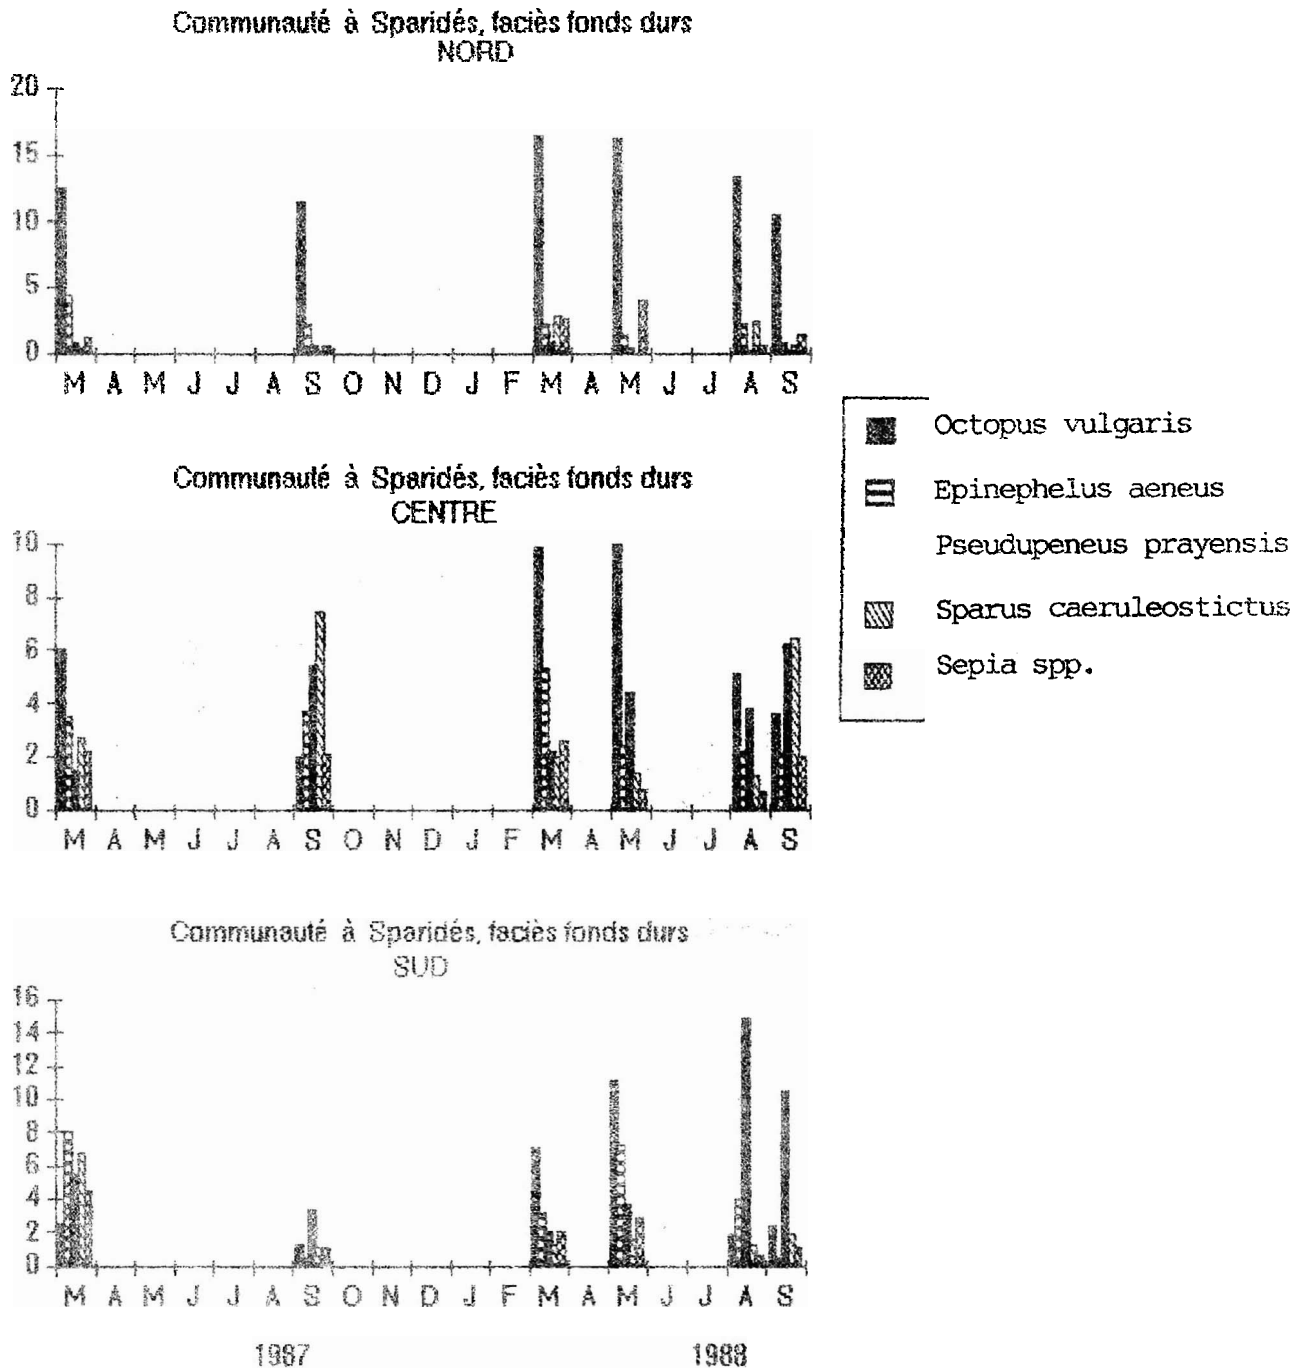 Communauté à Sparidés, faciès fonds durs
NORD
20
15
10
5
0
M A M J J A S O N D J F M A M J J A S
Communauté à Sparidés, faciès fonds durs
CENTRE
10
8
6
4
2
0
M A M J J A S O N D J F M A M J J A S
Octopus vulgaris
Epinephelus aeneus
Pseudupeneus prayensis
Sparus caeruleostictus
Sepia spp.
Communauté à Sparidés, faciès fonds durs
SUD
16
14
12
10
8
6
4
2
0
M A M J J A S O N D J F M A M J J A S
1987 1988